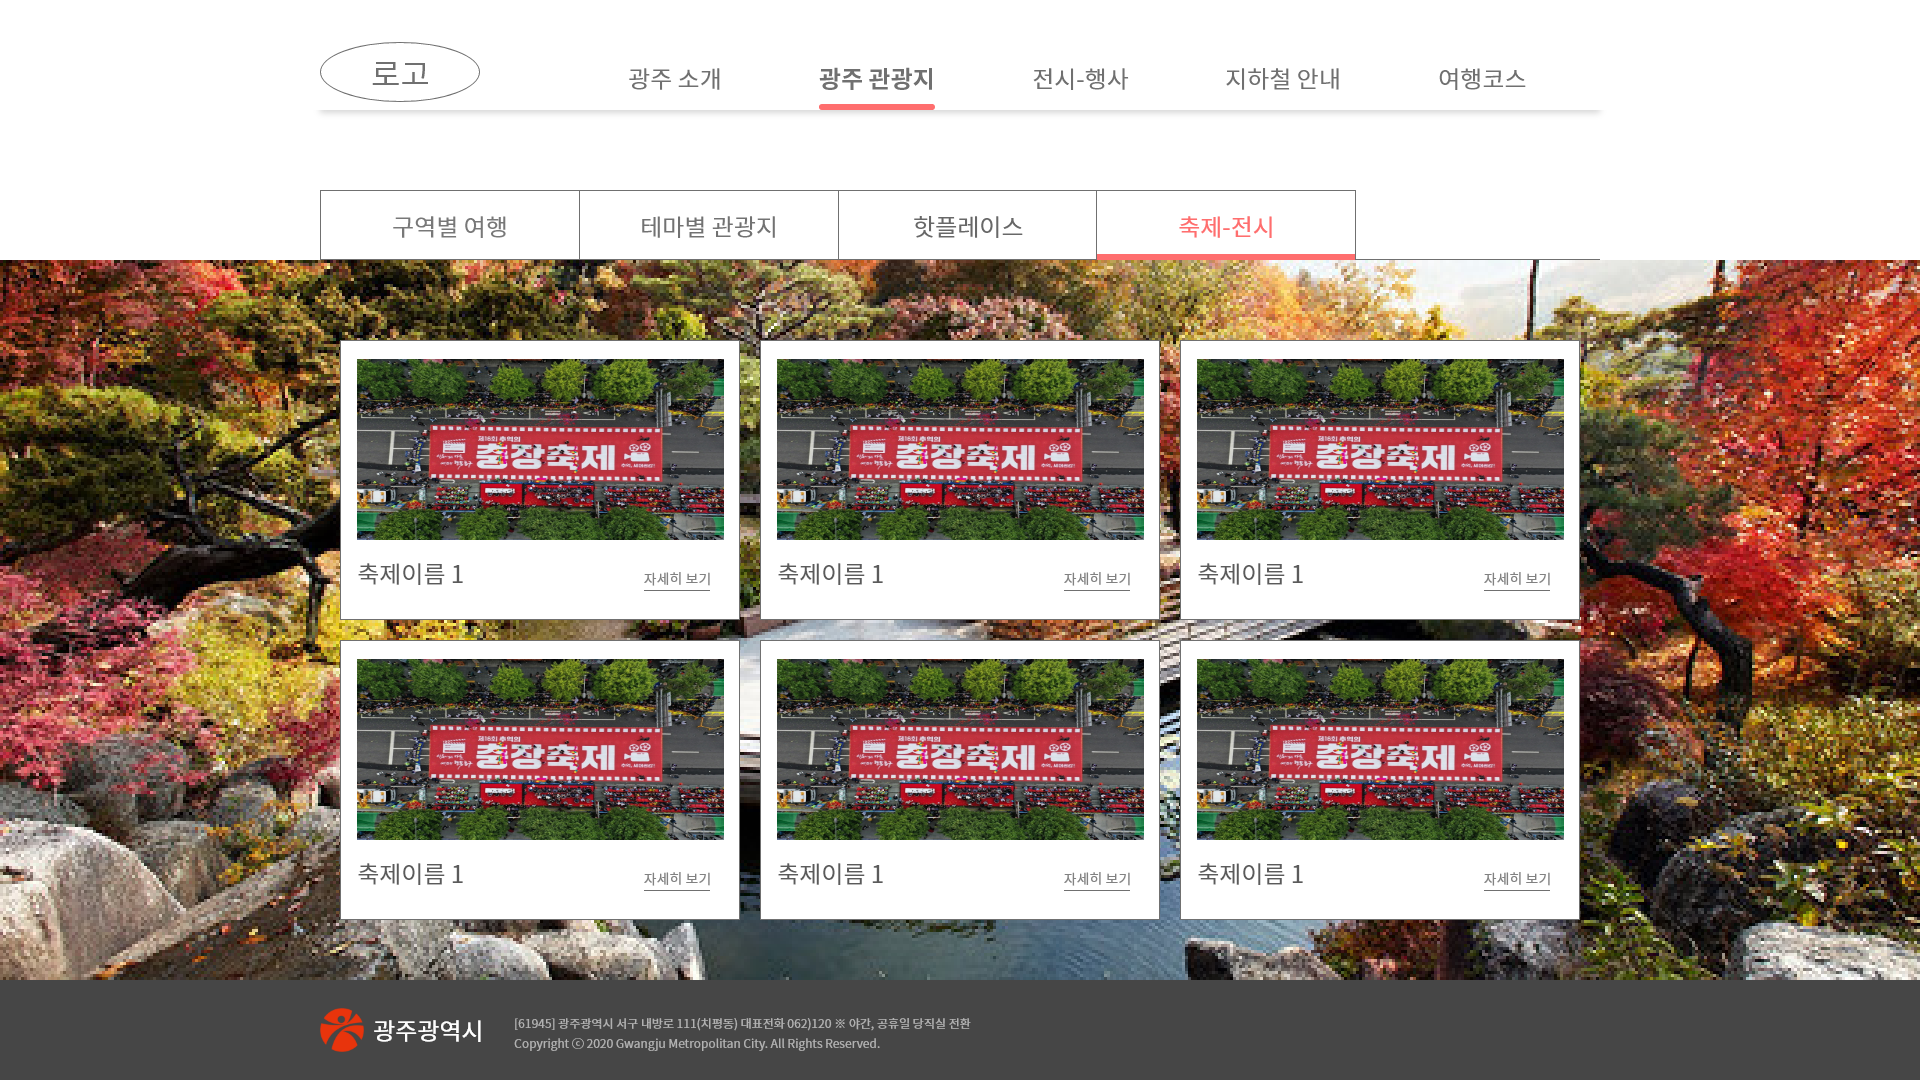 로고
광주 소개
광주 관광지
전시-행사
지하철 안내
여행코스
구역별 여행
테마별 관광지
핫플레이스
축제-전시
제16회 추억의
충장축제
제16회 추억의
충장축제
제16회 추억의
충장축제
축제이름 1
자세히 보기
축제이름 1
자세히 보기
축제이름 1
자세히 보기
제16회 추억의
충장축제
제16회 추억의
충장축제
제16회 추억의
충장축제
축제이름 1
자세히 보기
축제이름 1
자세히 보기
축제이름 1
자세히 보기
광주광역시
[61945] 광주광역시 서구 내방로 111(치평동) 대표전화 062)120 ※ 야간, 공휴일 당직실 전환
Copyright ⓒ 2020 Gwangju Metropolitan City. All Rights Reserved.